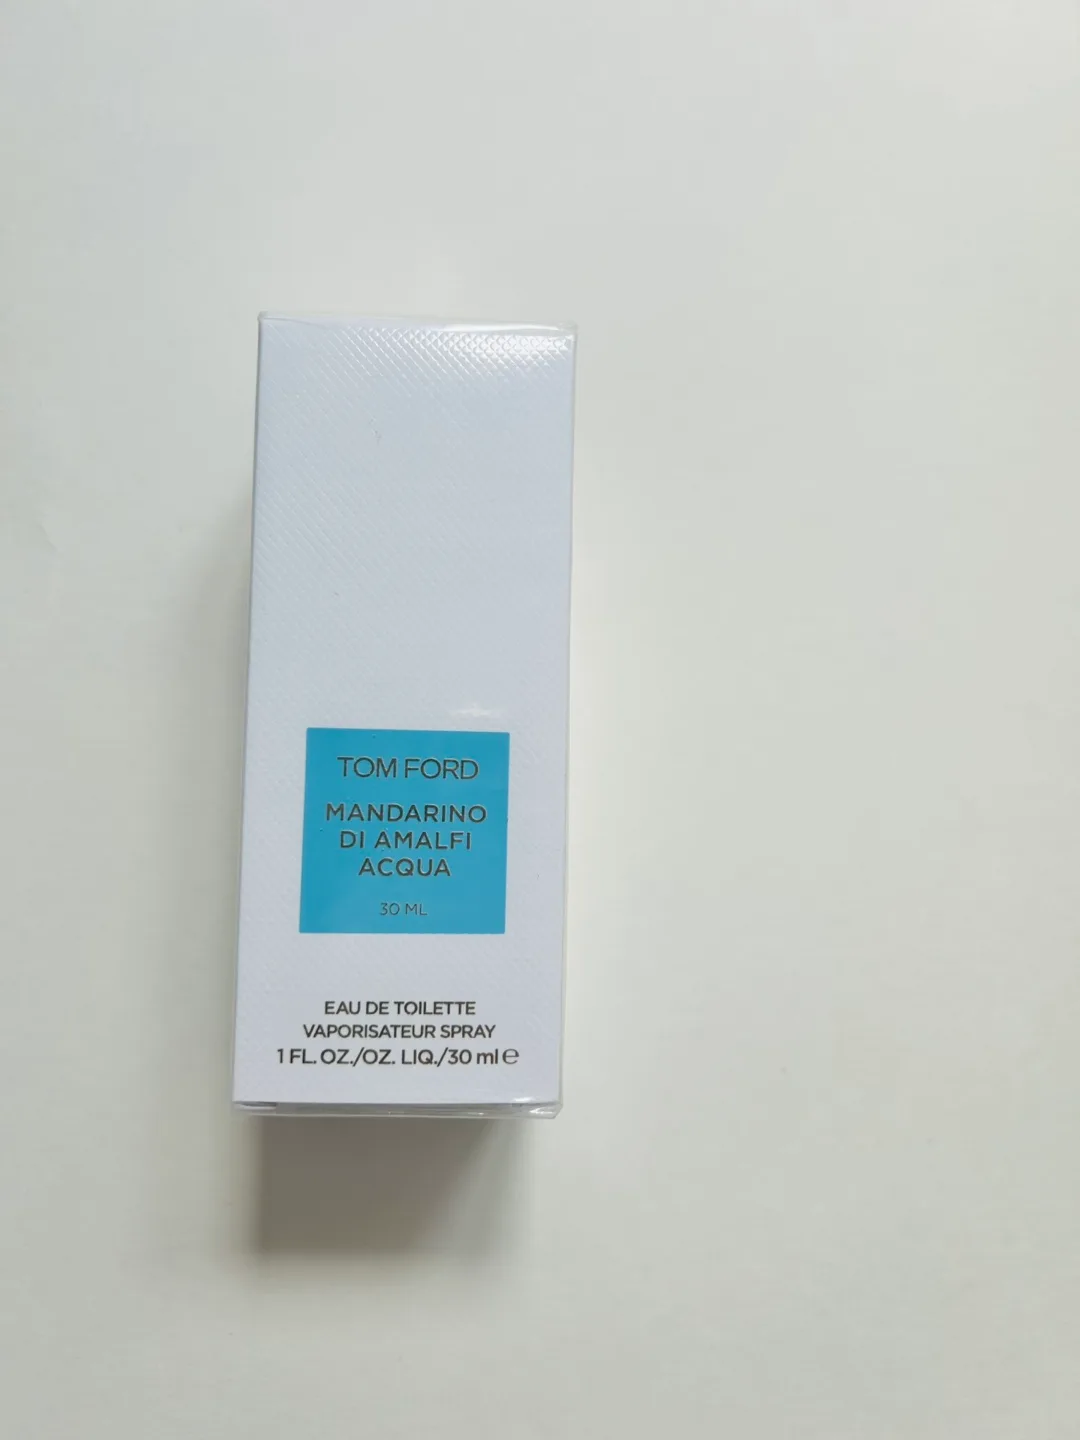 TOM FORD
MANDARINO
DI AMALFI
ACQUA
30 ML
EAU DE TOILETTE
VAPORISATEUR SPRAY
1 FL. OZ./OZ. LIQ./30 ml ℮